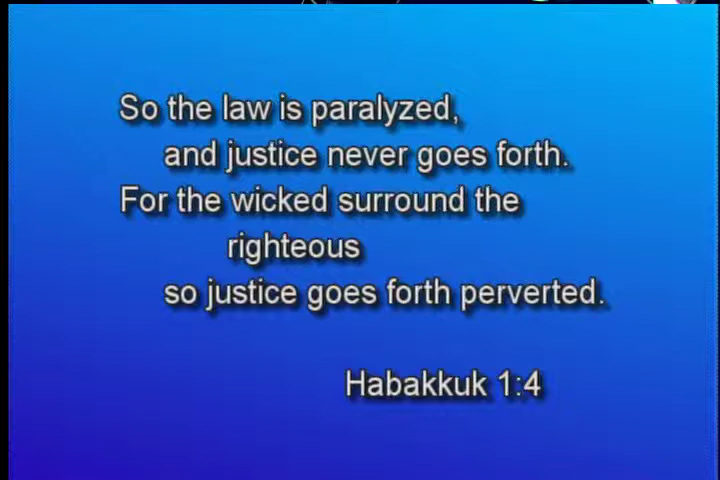 So the law is paralyzed,
and justice never goes forth.
For the wicked surround the
righteous
so justice goes forth perverted.
Habakkuk 1:4